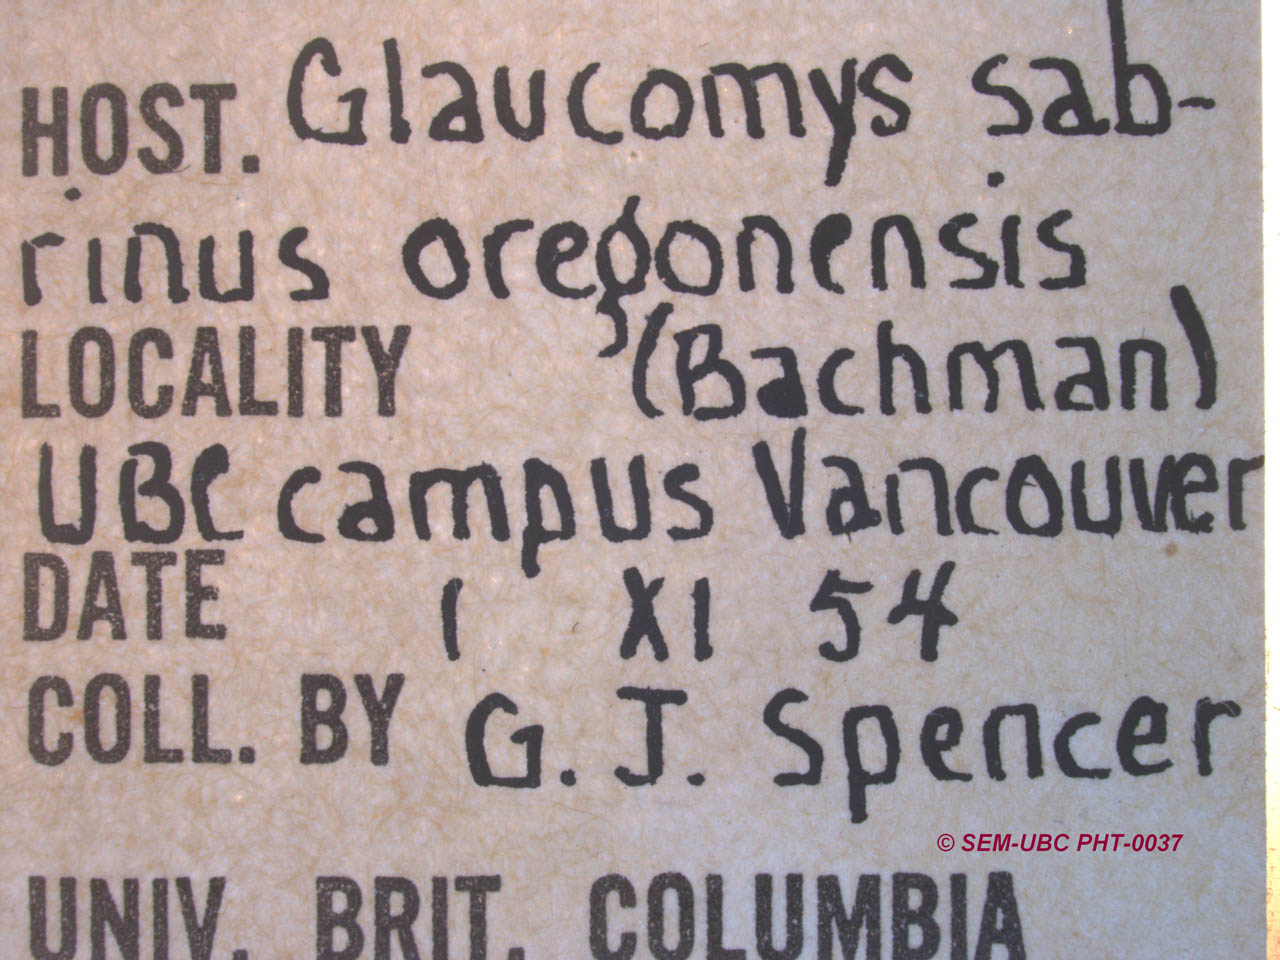 HOST. Glaucomys sab-
rinus oregonensis
LOCALITY (Bachman)
UBC campus Vancouver
DATE 1 XI 54
COLL. BY G. J. Spencer
© SEM-UBC PHT-0037
UNIV. BRIT. COLUMBIA